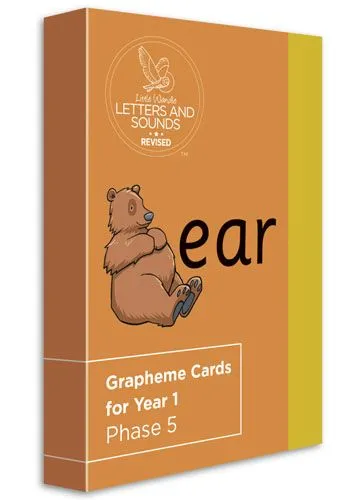 Little Wandle
LETTERS AND
SOUNDS
REVISED
TM
ear
Grapheme Cards
for Year 1
Phase 5